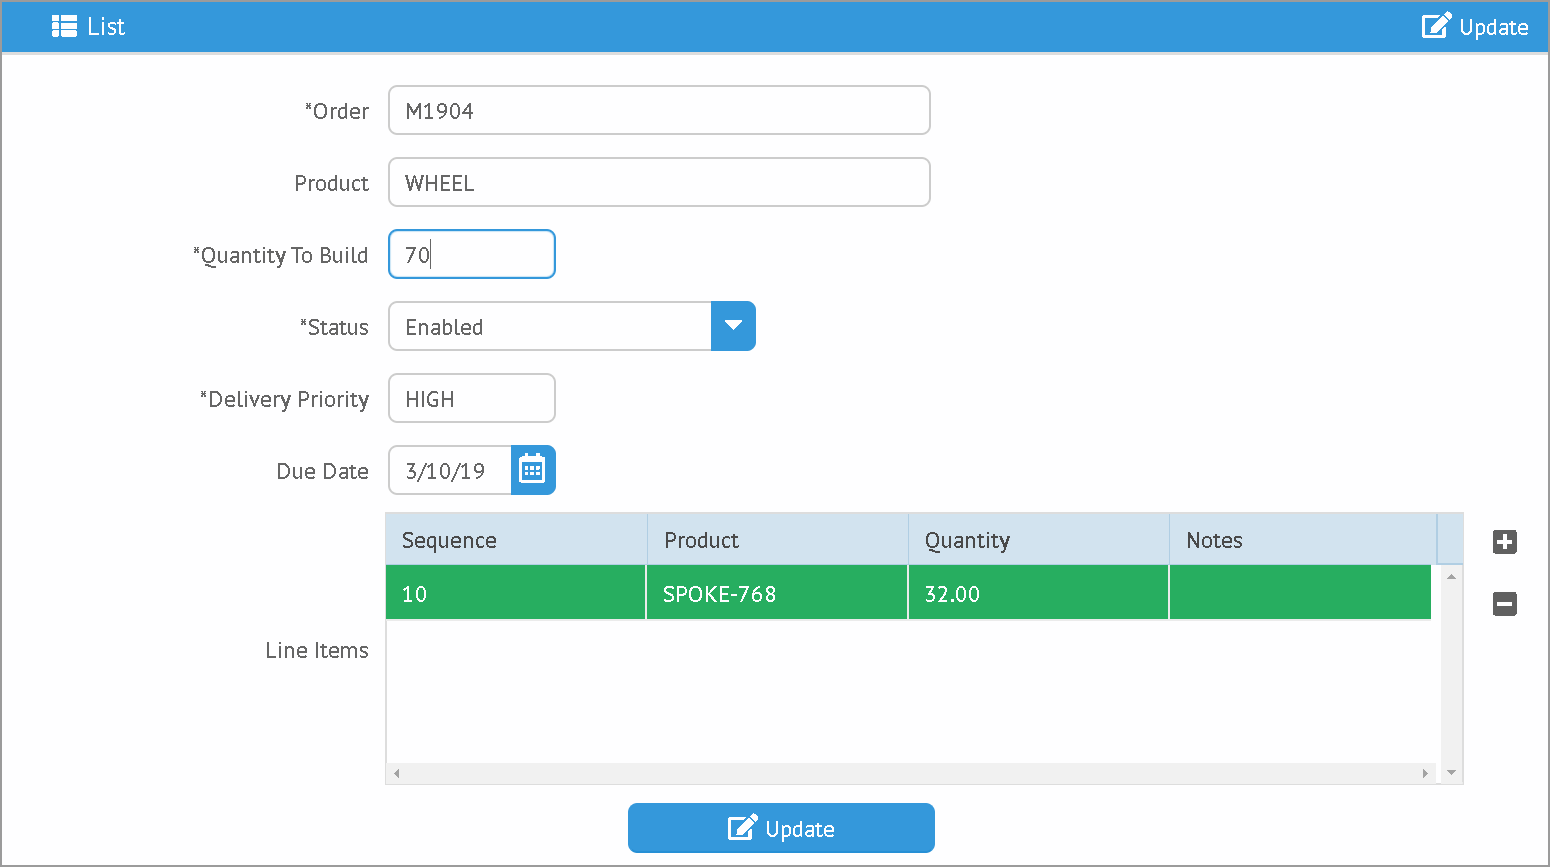 List Update
*Order M1904
Product WHEEL
*Quantity To Build 70
*Status Enabled
*Delivery Priority HIGH
Due Date 3/10/19
Sequence Product Quantity Notes
10 SPOKE-768 32.00
Line Items
Update